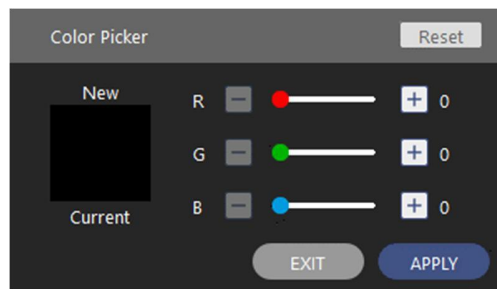 Color Picker Reset
New
R − + 0
G − + 0
B − + 0
Current
EXIT APPLY